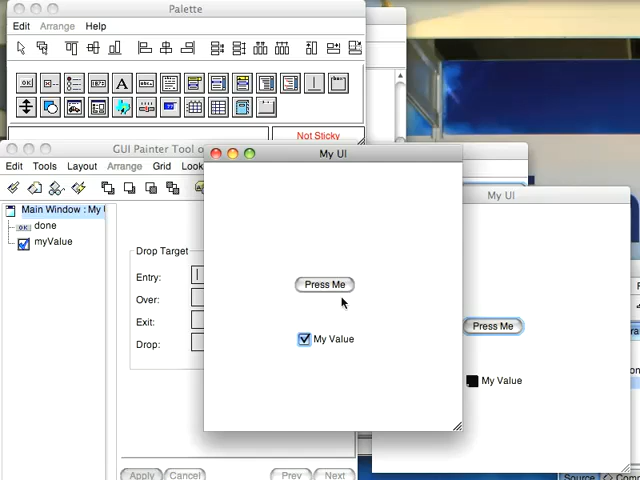 Palette
Edit Arrange Help
OK
A
Not Sticky
GUI Painter Tool o
Edit Tools Layout Arrange Grid Look
Main Window : My U
done
myValue
Drop Target
Entry:
Over:
Exit:
Drop:
Apply Cancel Prev Next
My UI
Press Me
My Value
My UI
Press Me
My Value
Source